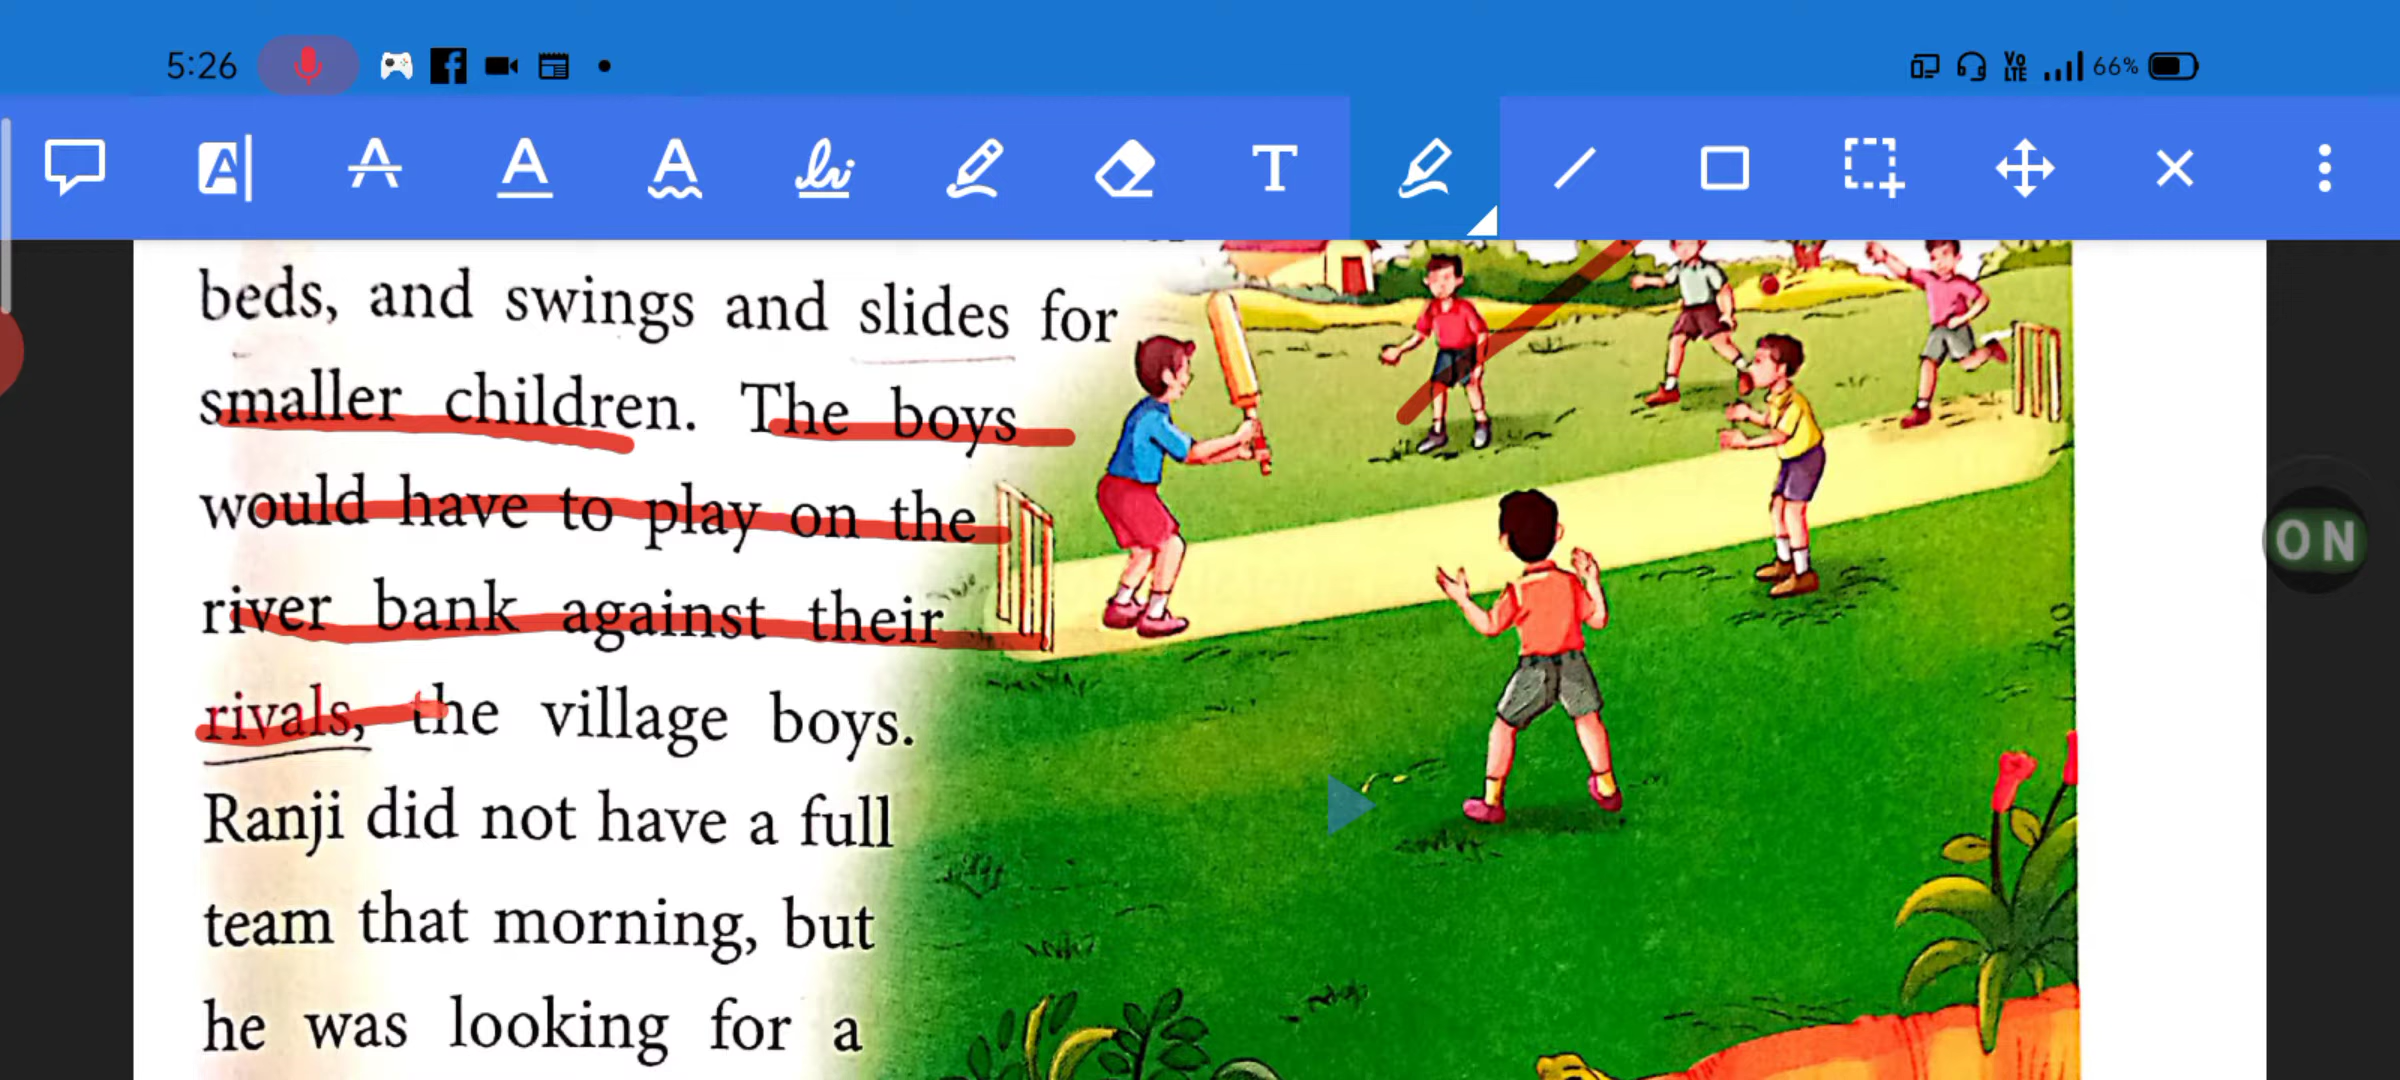 5:26
VO LTE 66%
T
beds, and swings and slides for
smaller children. The boys
would have to play on the
river bank against their
rivals, the village boys.
Ranji did not have a full
team that morning, but
he was looking for a
ON